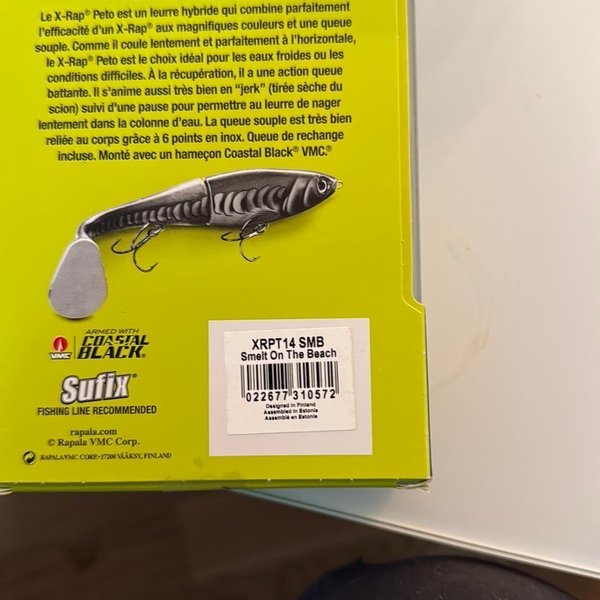 Le X-Rap® Peto est un leurre hybride qui combine parfaitement
l'efficacité d'un X-Rap® aux magnifiques couleurs et une queue
souple. Comme il coule lentement et parfaitement à l'horizontale,
le X-Rap® Peto est le choix idéal pour les eaux froides ou les
conditions difficiles. À la récupération, il a une action queue
battante. Il s'anime aussi très bien en "jerk" (tirée sèche du
scion) suivi d'une pause pour permettre au leurre de nager
lentement dans la colonne d'eau. La queue souple est très bien
reliée au corps grâce à 6 points en inox. Queue de rechange
incluse. Monté avec un hameçon Coastal Black® VMC.®
VMC
ARMED WITH
COASTAL
BLACK®
Sufix®
FISHING LINE RECOMMENDED
rapala.com
© Rapala VMC Corp.
RAPALA VMC CORP.•17200 VÄÄKSY, FINLAND
XRPT14 SMB
Smelt On The Beach
022677310572
Designed in Finland
Assembled in Estonia
Assemblé en Estonie